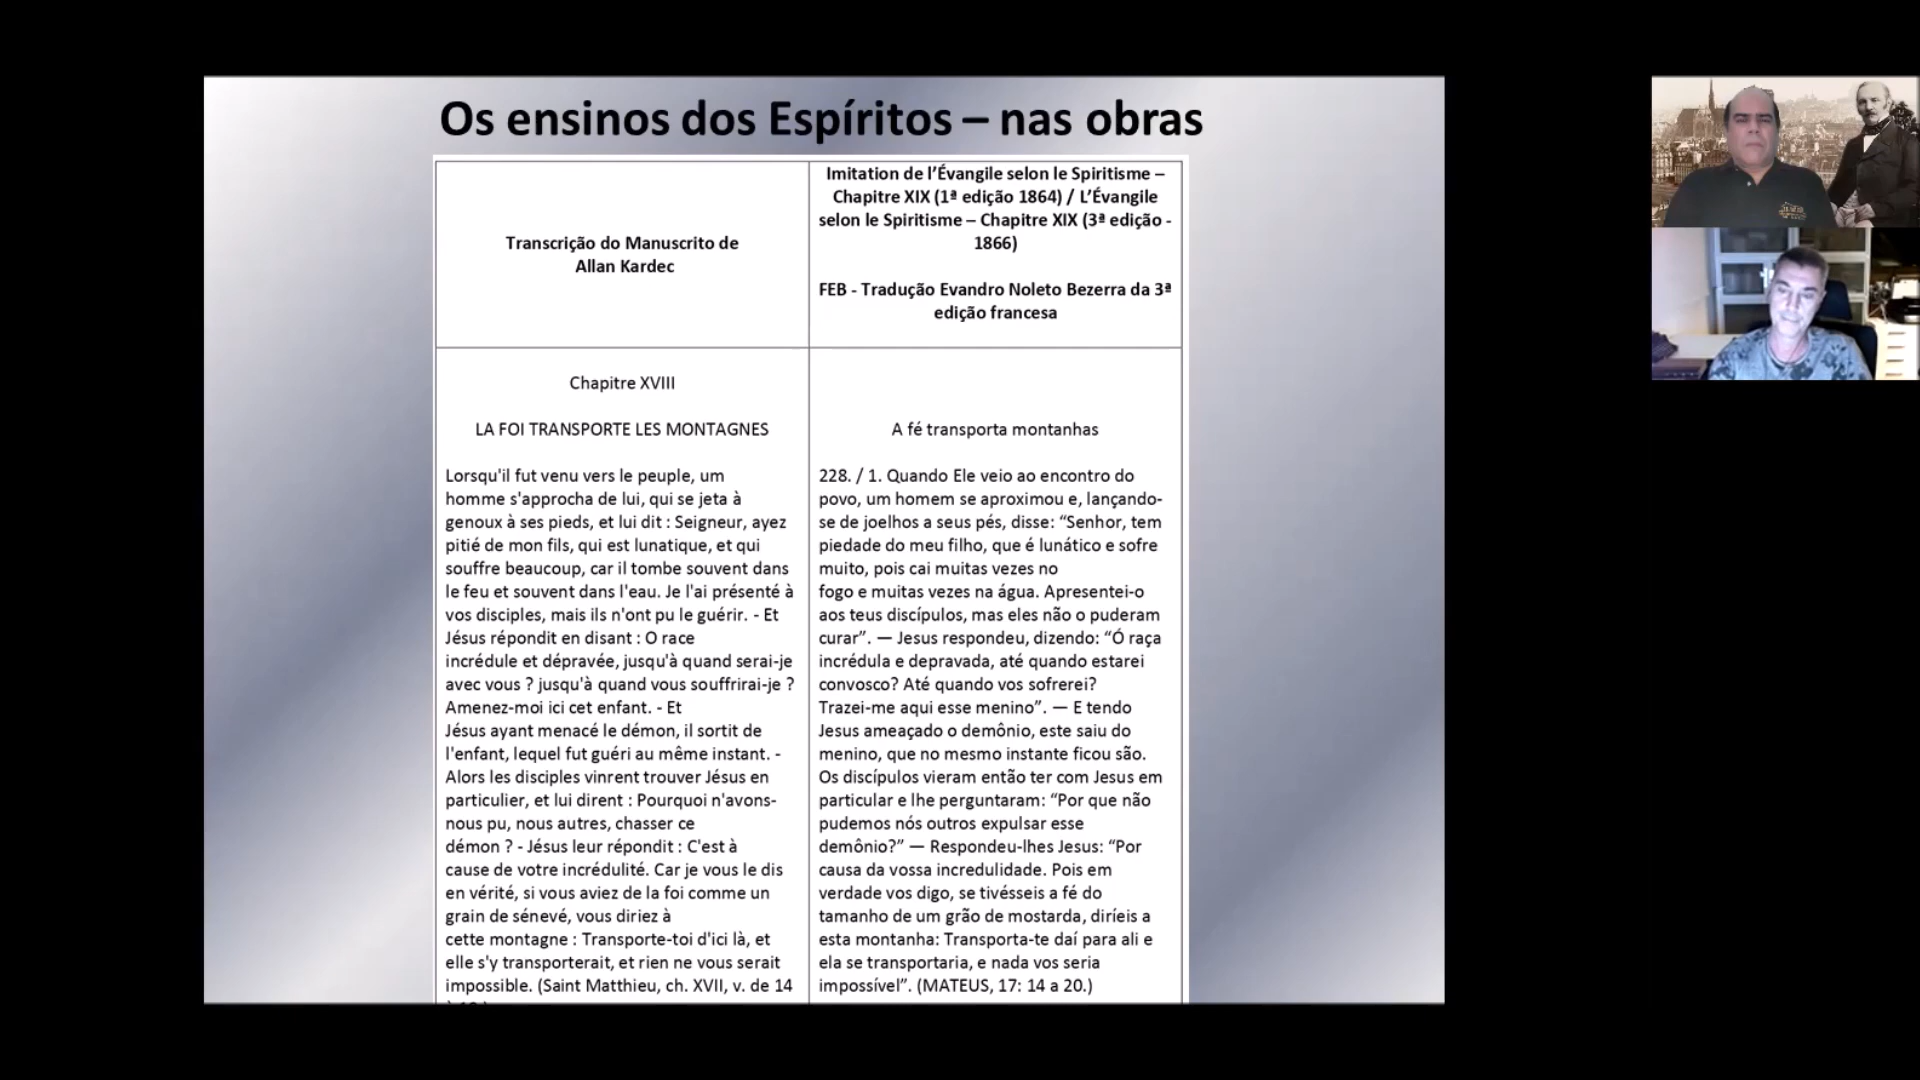 Os ensinos dos Espíritos – nas obras
Transcrição do Manuscrito de
Allan Kardec
Imitation de l’Évangile selon le Spiritisme –
Chapitre XIX (1ª edição 1864) / L’Évangile
selon le Spiritisme – Chapitre XIX (3ª edição -
1866)
FEB - Tradução Evandro Noleto Bezerra da 3ª
edição francesa
Chapitre XVIII
LA FOI TRANSPORTE LES MONTAGNES
Lorsqu'il fut venu vers le peuple, um
homme s'approcha de lui, qui se jeta à
genoux à ses pieds, et lui dit : Seigneur, ayez
pitié de mon fils, qui est lunatique, et qui
souffre beaucoup, car il tombe souvent dans
le feu et souvent dans l'eau. Je l'ai présenté à
vos disciples, mais ils n'ont pu le guérir. - Et
Jésus répondit en disant : O race
incrédule et dépravée, jusqu'à quand serai-je
avec vous ? jusqu'à quand vous souffrirai-je ?
Amenez-moi ici cet enfant. - Et
Jésus ayant menacé le démon, il sortit de
l'enfant, lequel fut guéri au même instant. -
Alors les disciples vinrent trouver Jésus en
particulier, et lui dirent : Pourquoi n'avons-
nous pu, nous autres, chasser ce
démon ? - Jésus leur répondit : C'est à
cause de votre incrédulité. Car je vous le dis
en vérité, si vous aviez de la foi comme un
grain de sénevé, vous diriez à
cette montagne : Transporte-toi d'ici là, et
elle s'y transporterait, et rien ne vous serait
impossible. (Saint Matthieu, ch. XVII, v. de 14
A fé transporta montanhas
228. / 1. Quando Ele veio ao encontro do
povo, um homem se aproximou e, lançando-
se de joelhos a seus pés, disse: “Senhor, tem
piedade do meu filho, que é lunático e sofre
muito, pois cai muitas vezes no
fogo e muitas vezes na água. Apresentei-o
aos teus discípulos, mas eles não o puderam
curar”. — Jesus respondeu, dizendo: “Ó raça
incrédula e depravada, até quando estarei
convosco? Até quando vos sofrerei?
Trazei-me aqui esse menino”. — E tendo
Jesus ameaçado o demônio, este saiu do
menino, que no mesmo instante ficou são.
Os discípulos vieram então ter com Jesus em
particular e lhe perguntaram: “Por que não
pudemos nós outros expulsar esse
demônio?” — Respondeu-lhes Jesus: “Por
causa da vossa incredulidade. Pois em
verdade vos digo, se tivésseis a fé do
tamanho de um grão de mostarda, diríeis a
esta montanha: Transporta-te daí para ali e
ela se transportaria, e nada vos seria
impossível”. (MATEUS, 17: 14 a 20.)